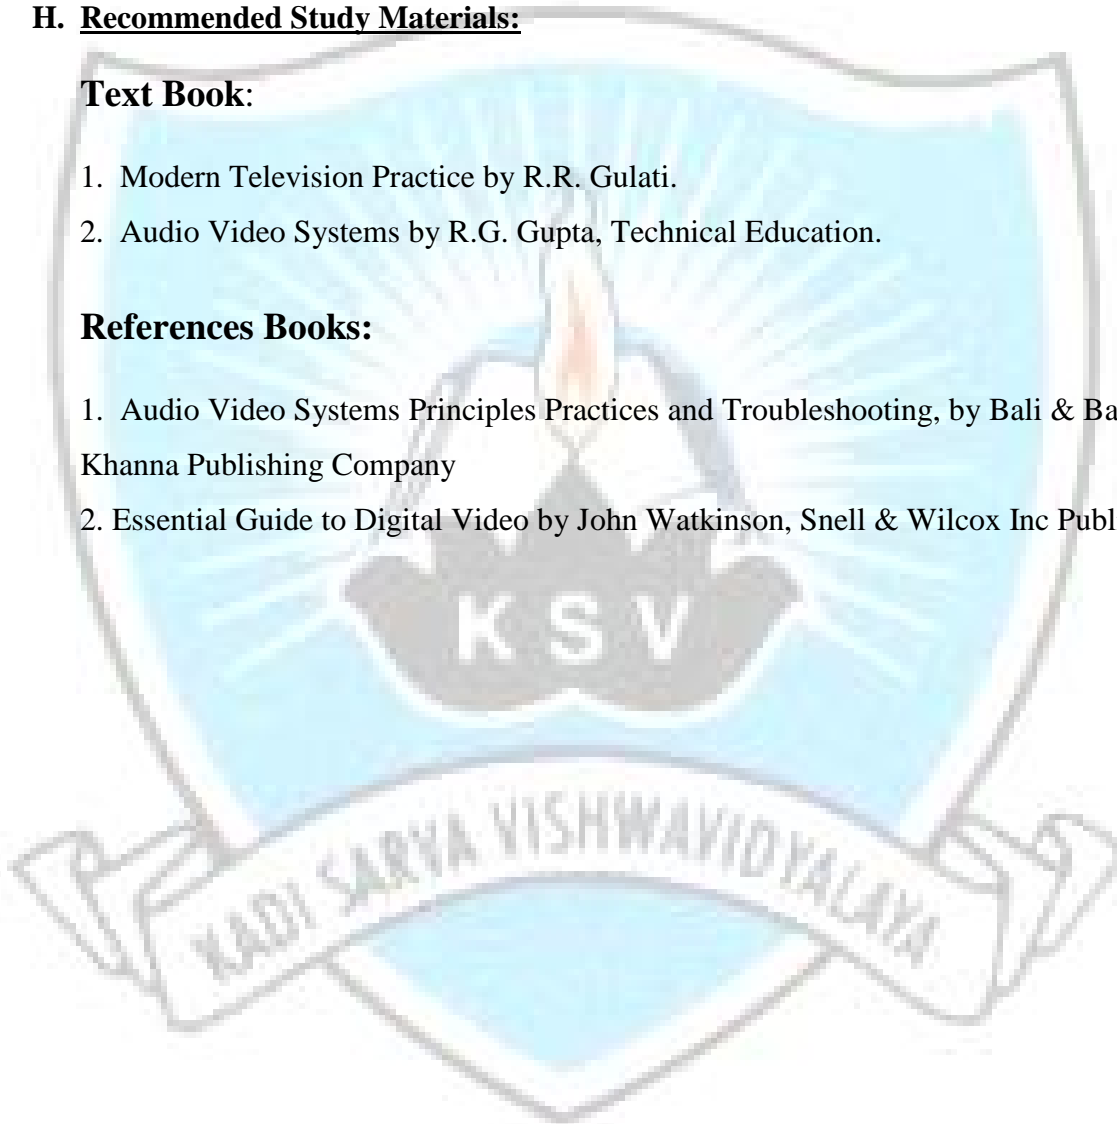 H. Recommended Study Materials:
Text Book:
1. Modern Television Practice by R.R. Gulati.
2. Audio Video Systems by R.G. Gupta, Technical Education.
References Books:
1. Audio Video Systems Principles Practices and Troubleshooting, by Bali & Ba
Khanna Publishing Company
2. Essential Guide to Digital Video by John Watkinson, Snell & Wilcox Inc Publ
KSV
KADI SARVA VISHWAVIDYALAYA